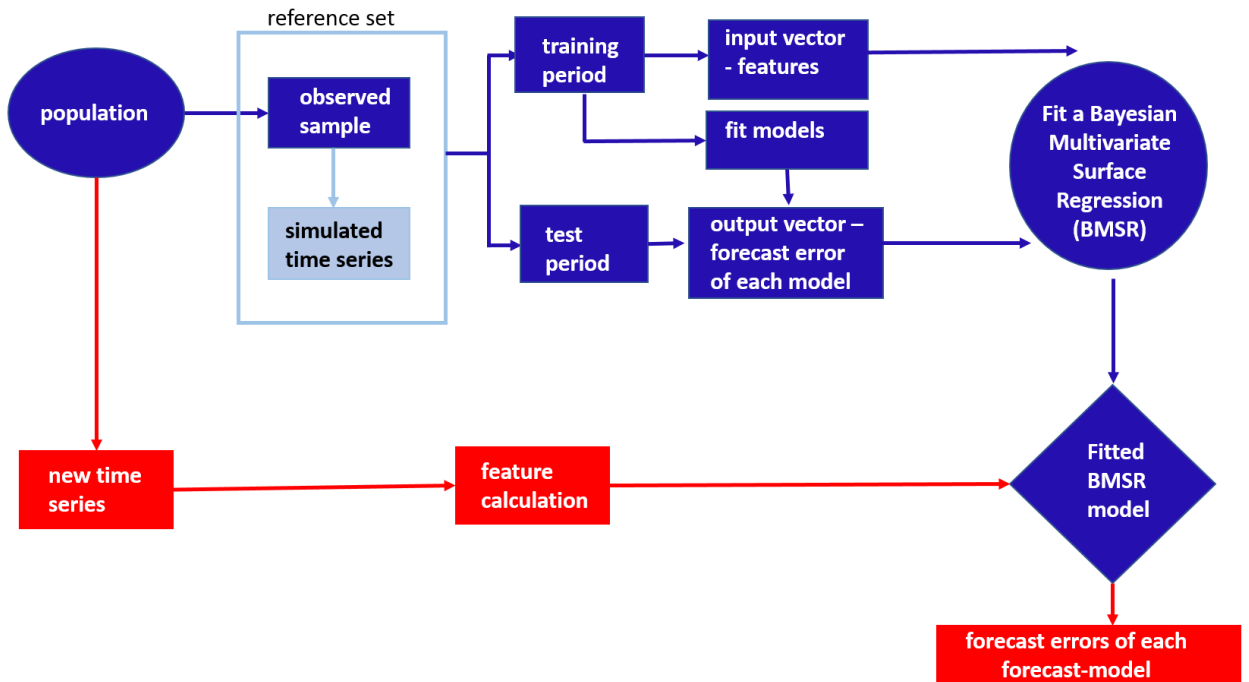 reference set
population
observed
sample
simulated
time series
training
period
test
period
input vector
- features
fit models
output vector –
forecast error
of each model
Fit a Bayesian
Multivariate
Surface
Regression
(BMSR)
new time
series
feature
calculation
Fitted
BMSR
model
forecast errors of each
forecast-model